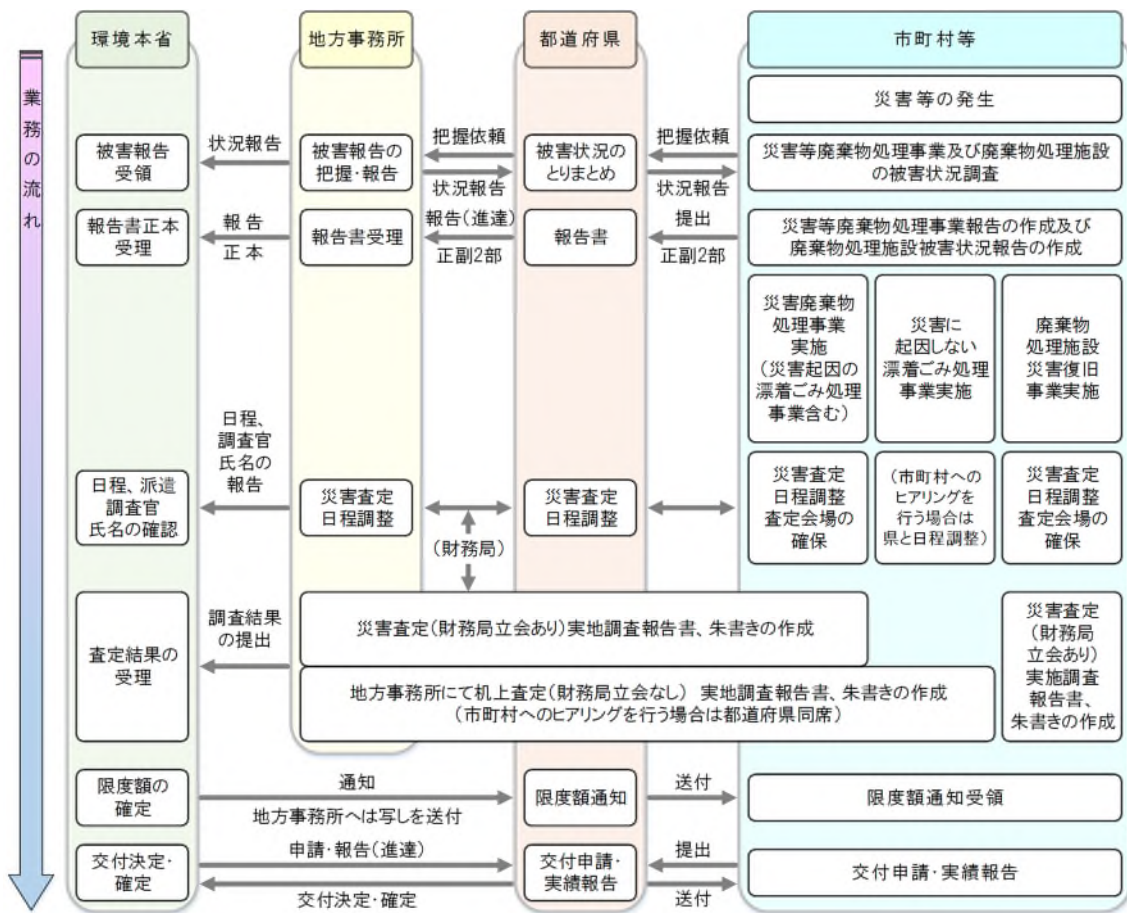 環境本省
地方事務所
都道府県
市町村等
業務の流れ
災害等の発生
被害報告
受領
状況報告
被害報告の
把握・報告
把握依頼
状況報告
被害状況の
とりまとめ
把握依頼
状況報告
災害等廃棄物処理事業及び廃棄物処理施設
の被害状況調査
報告書正本
受理
報告
正本
報告書受理
報告(進達)
正副2部
報告書
提出
正副2部
災害等廃棄物処理事業報告の作成及び
廃棄物処理施設被害状況報告の作成
災害廃棄物
処理事業
実施
(災害起因の
漂着ごみ処理
事業含む)
災害に
起因しない
漂着ごみ処理
事業実施
廃棄物
処理施設
災害復旧
事業実施
日程、派遣
調査官
氏名の確認
日程、
調査官
氏名の
報告
災害査定
日程調整
(財務局)
災害査定
日程調整
災害査定
日程調整
査定会場の
確保
(市町村への
ヒアリングを
行う場合は
県と日程調整)
災害査定
日程調整
査定会場の
確保
査定結果の
受理
調査結果
の提出
災害査定(財務局立会あり)実地調査報告書、朱書きの作成
地方事務所にて机上査定(財務局立会なし) 実地調査報告書、朱書きの作成
(市町村へのヒアリングを行う場合は都道府県同席)
災害査定
(財務局
立会あり)
実施調査
報告書、
朱書きの作成
限度額の
確定
通知
地方事務所へは写しを送付
限度額通知
送付
限度額通知受領
交付決定・
確定
申請・報告(進達)
交付決定・確定
交付申請・
実績報告
提出
送付
交付申請・実績報告